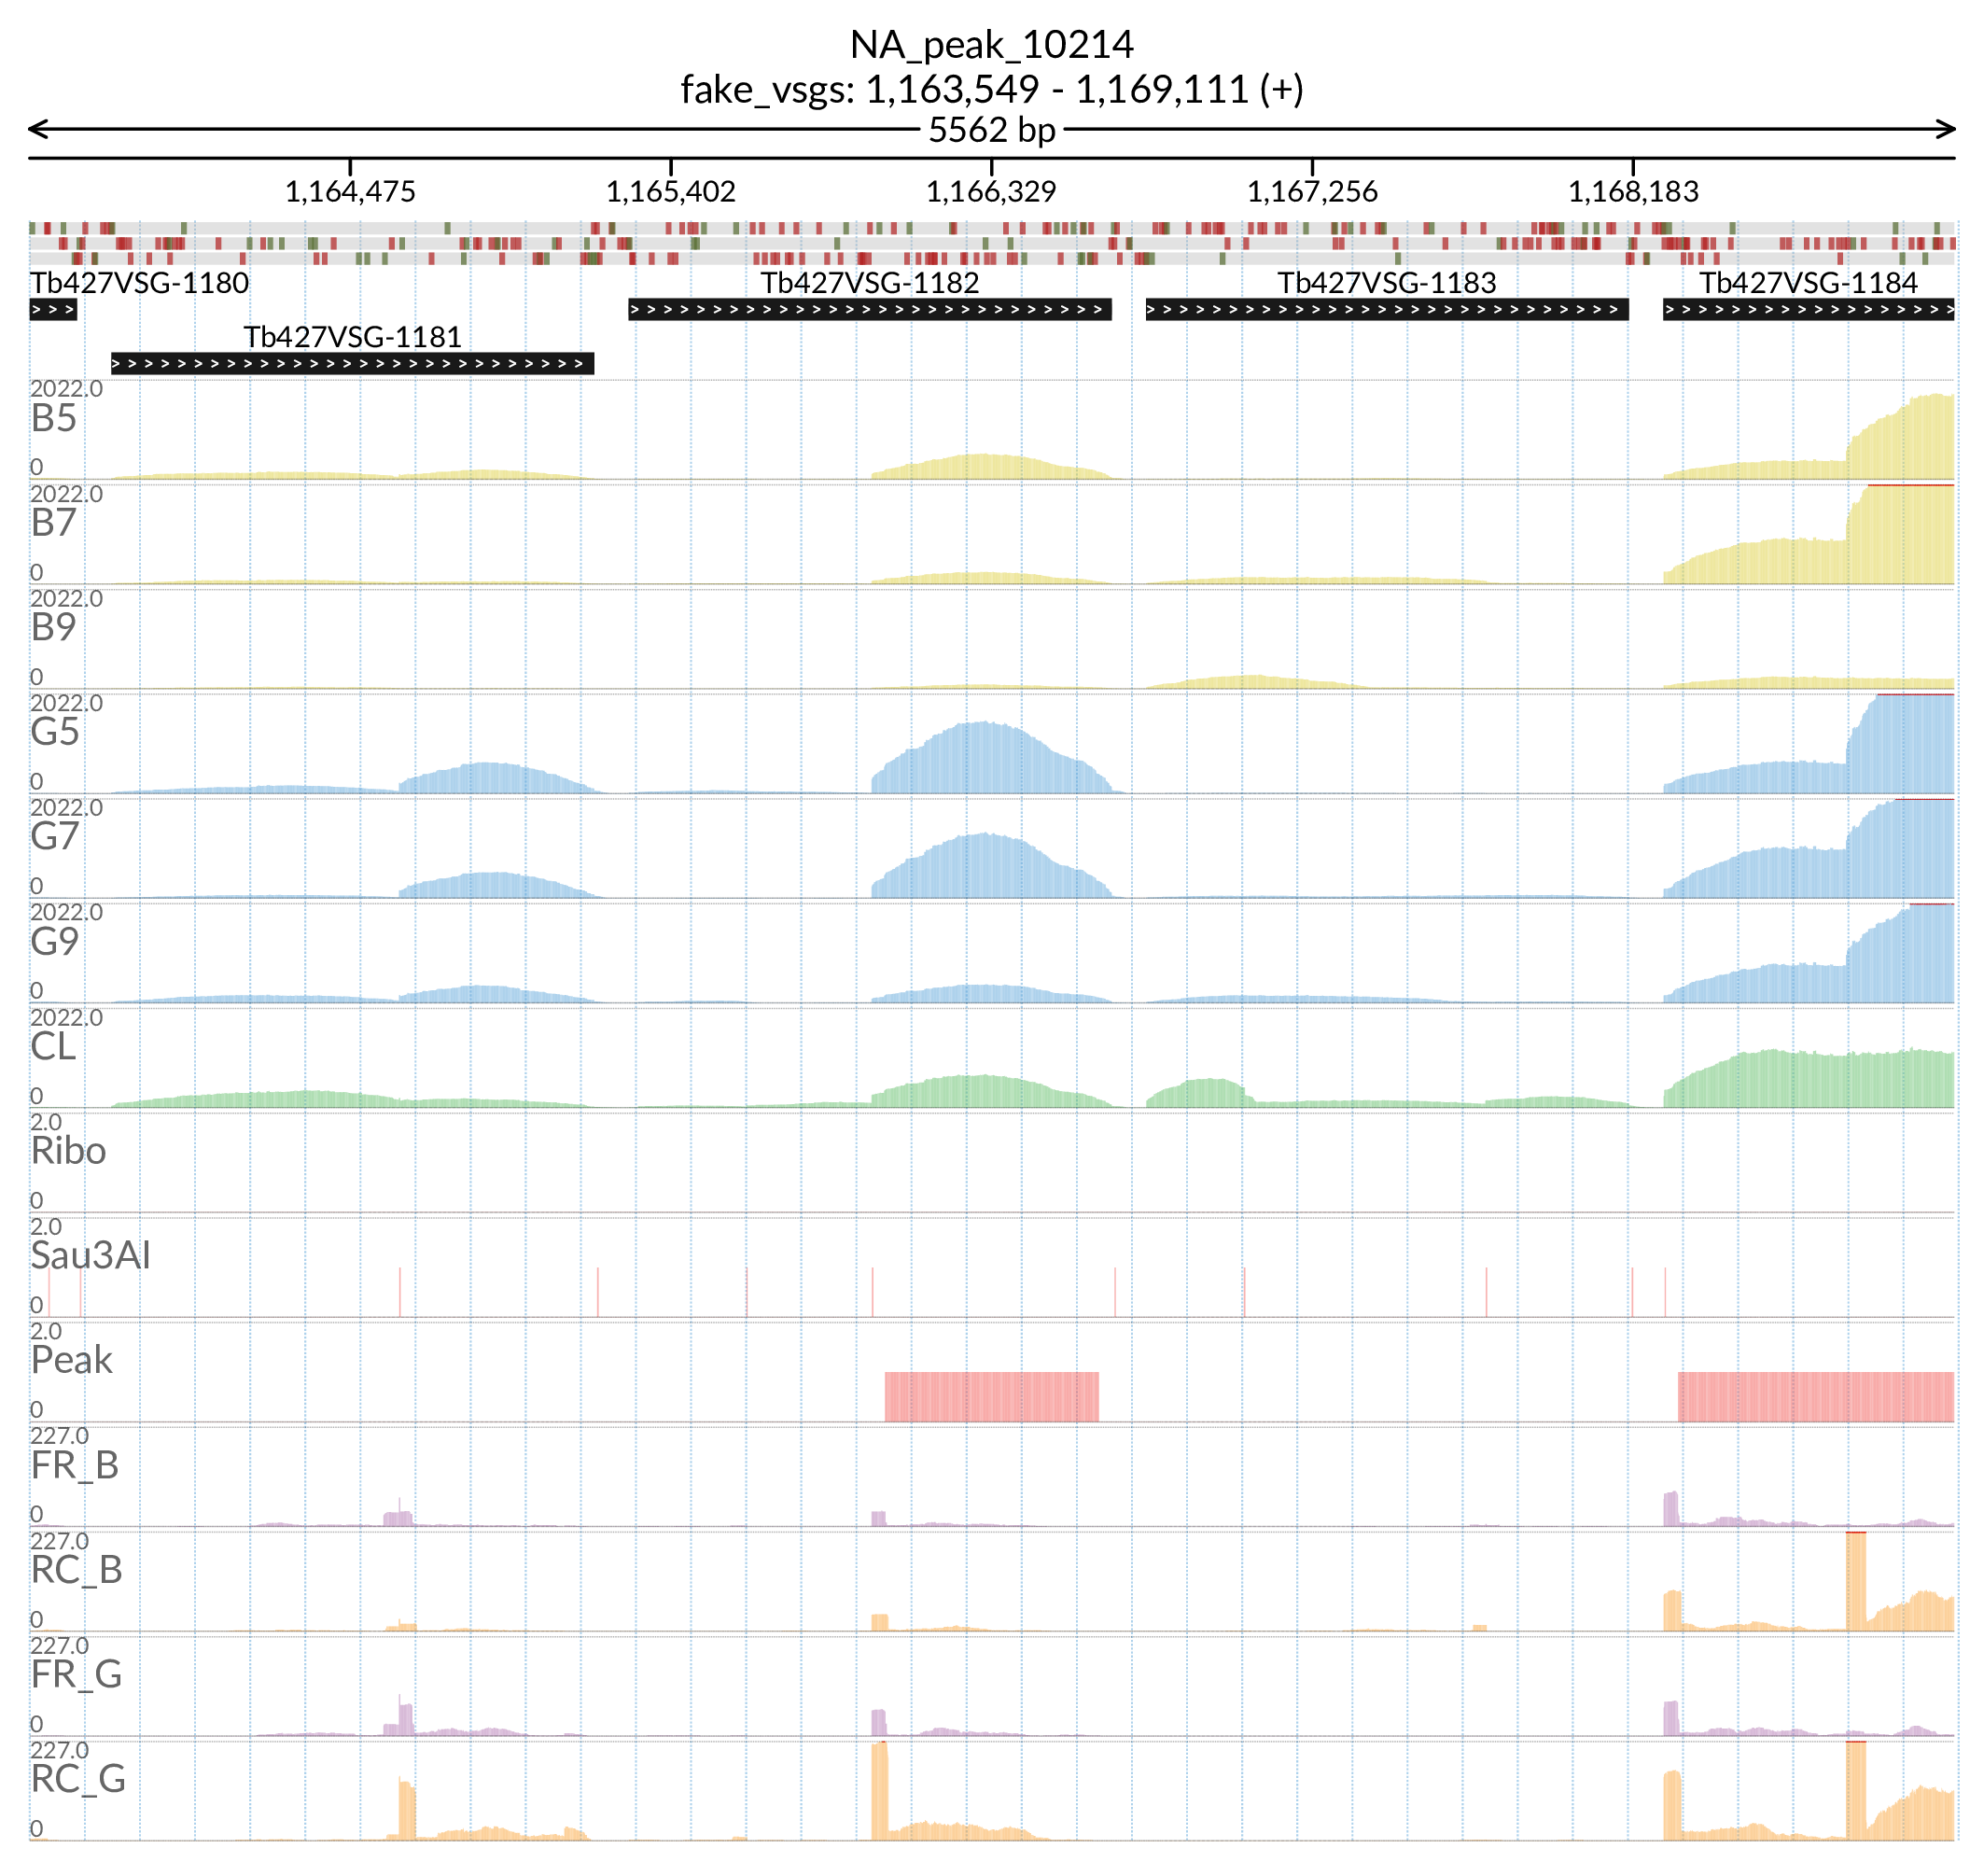 NA_peak_10214
fake_vsgs: 1,163,549 - 1,169,111 (+)
5562 bp
1,164,475 1,165,402 1,166,329 1,167,256 1,168,183
Tb427VSG-1180 Tb427VSG-1182 Tb427VSG-1183 Tb427VSG-1184
Tb427VSG-1181
2022.0
B5
0
2022.0
B7
0
2022.0
B9
0
2022.0
G5
0
2022.0
G7
0
2022.0
G9
0
2022.0
CL
0
2.0
Ribo
0
2.0
Sau3AI
0
2.0
Peak
0
227.0
FR_B
0
227.0
RC_B
0
227.0
FR_G
0
227.0
RC_G
0